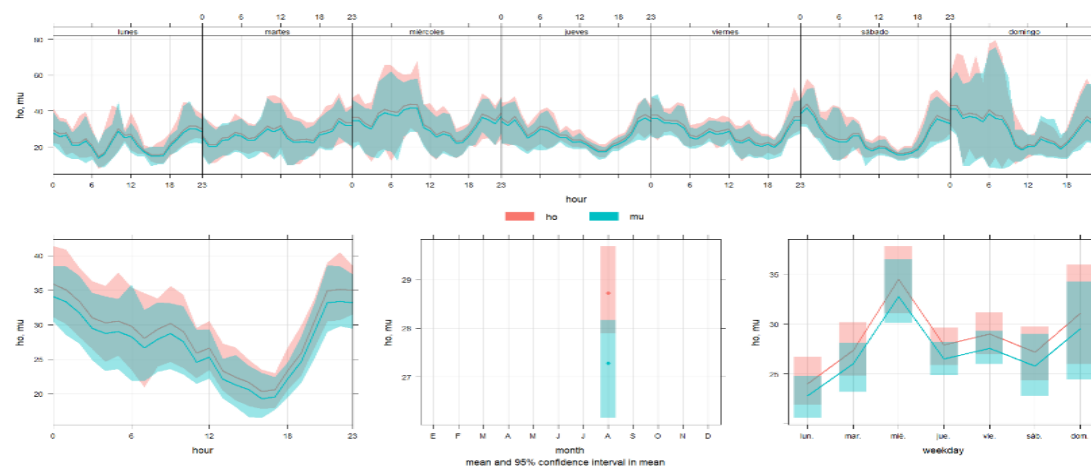 0 6 12 18 23 0 6 12 18 23 0 6 12 18 23
lunes martes miércoles jueves viernes sábado domingo
80
60
40
20
ho, mu
0 6 12 18 23 0 6 12 18 23 0 6 12 18 23 0 6 12 18
hour
ho mu
40
35
30
25
20
ho, mu
0 6 12 18 23
hour
29
28
27
ho, mu
E F M A M J J A S O N D
month
mean and 95% confidence interval in mean
35
30
25
ho, mu
lun. mar. mié. jue. vie. sáb. dom.
weekday